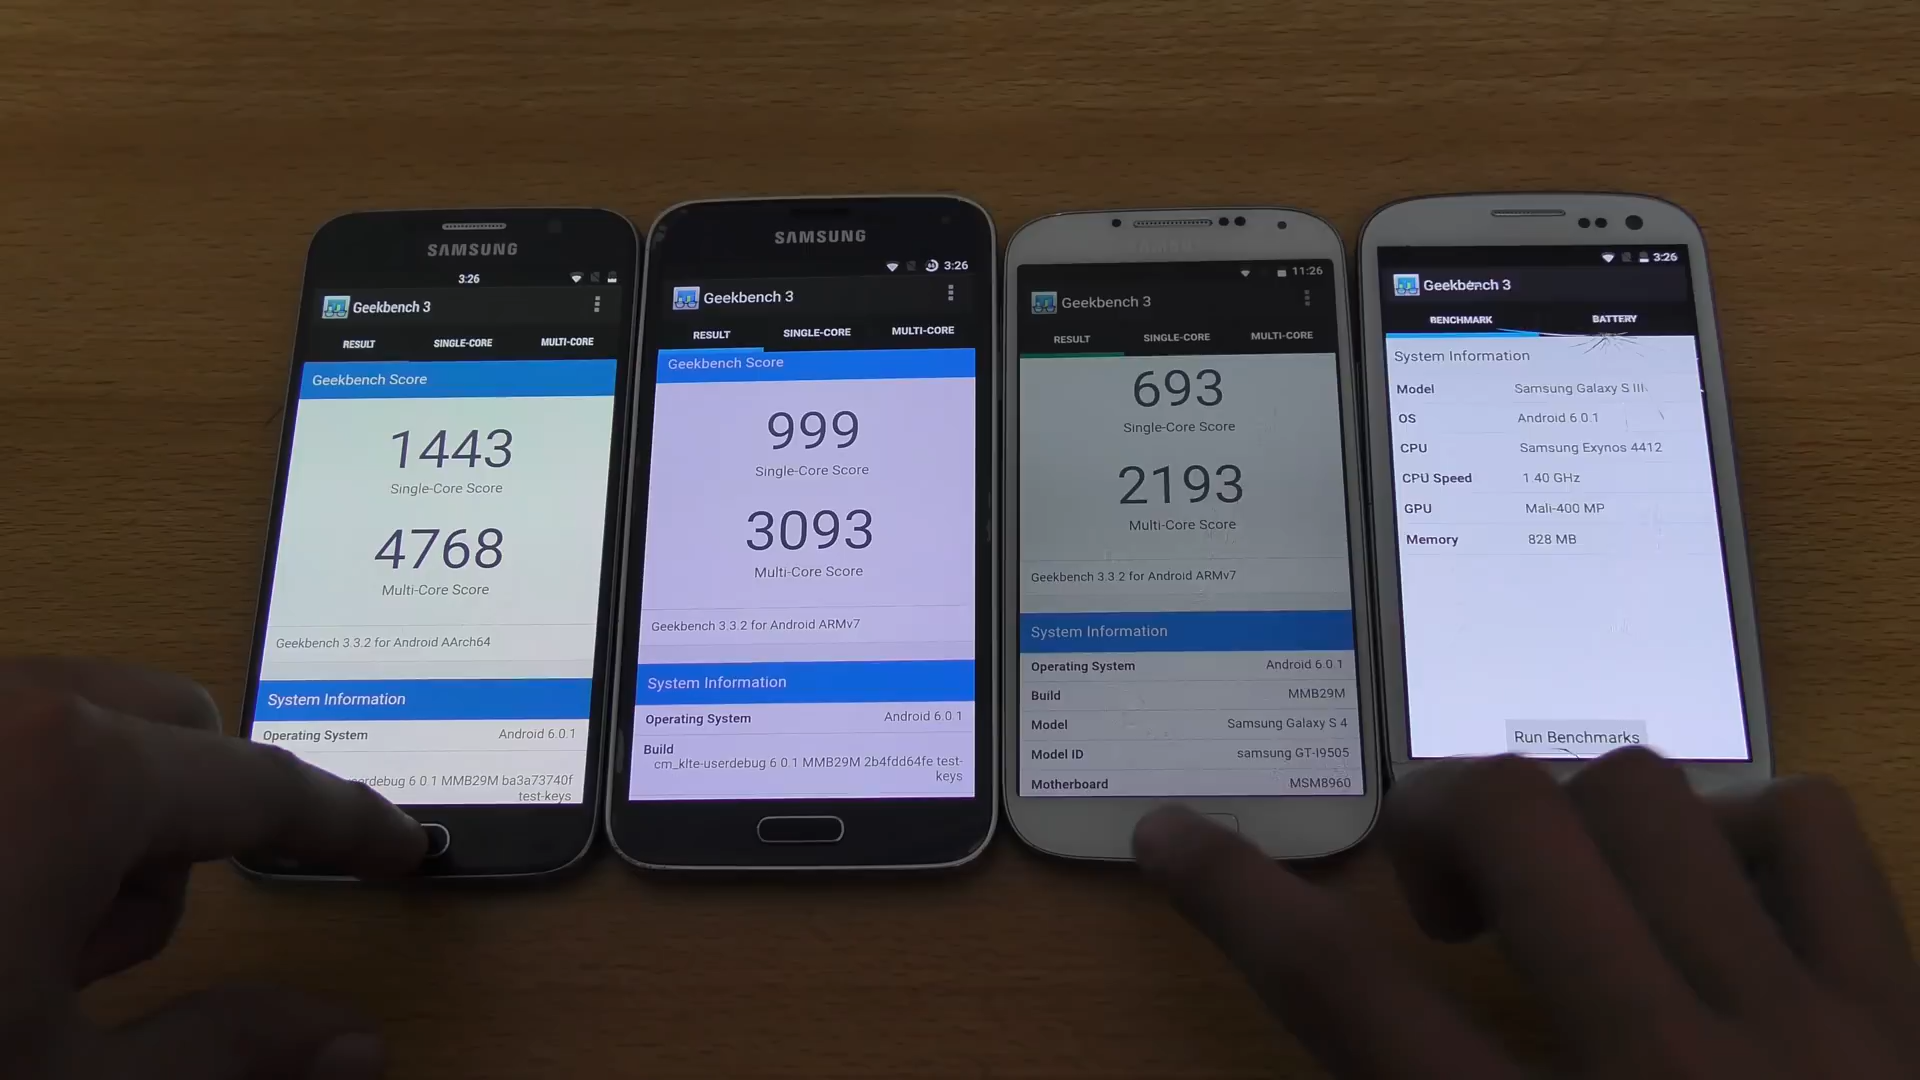 SAMSUNG
3:26
Geekbench 3
RESULT SINGLE-CORE MULTI-CORE
Geekbench Score
1443
Single-Core Score
4768
Multi-Core Score
Geekbench 3.3.2 for Android AArch64
System Information
Operating System Android 6.0.1
userdebug 6.0.1 MMB29M ba3a73740f
test-keys
SAMSUNG
3:26
Geekbench 3
RESULT SINGLE-CORE MULTI-CORE
Geekbench Score
999
Single-Core Score
3093
Multi-Core Score
Geekbench 3.3.2 for Android ARMv7
System Information
Operating System Android 6.0.1
Build
cm_klte-userdebug 6.0.1 MMB29M 2b4fdd64fe test-
keys
11:26
Geekbench 3
RESULT SINGLE-CORE MULTI-CORE
693
Single-Core Score
2193
Multi-Core Score
Geekbench 3.3.2 for Android ARMv7
System Information
Operating System Android 6.0.1
Build MMB29M
Model Samsung Galaxy S 4
Model ID samsung GT-I9505
Motherboard MSM8960
3:26
Geekbench 3
BENCHMARK BATTERY
System Information
Model Samsung Galaxy S III
OS Android 6.0.1
CPU Samsung Exynos 4412
CPU Speed 1.40 GHz
GPU Mali-400 MP
Memory 828 MB
Run Benchmarks